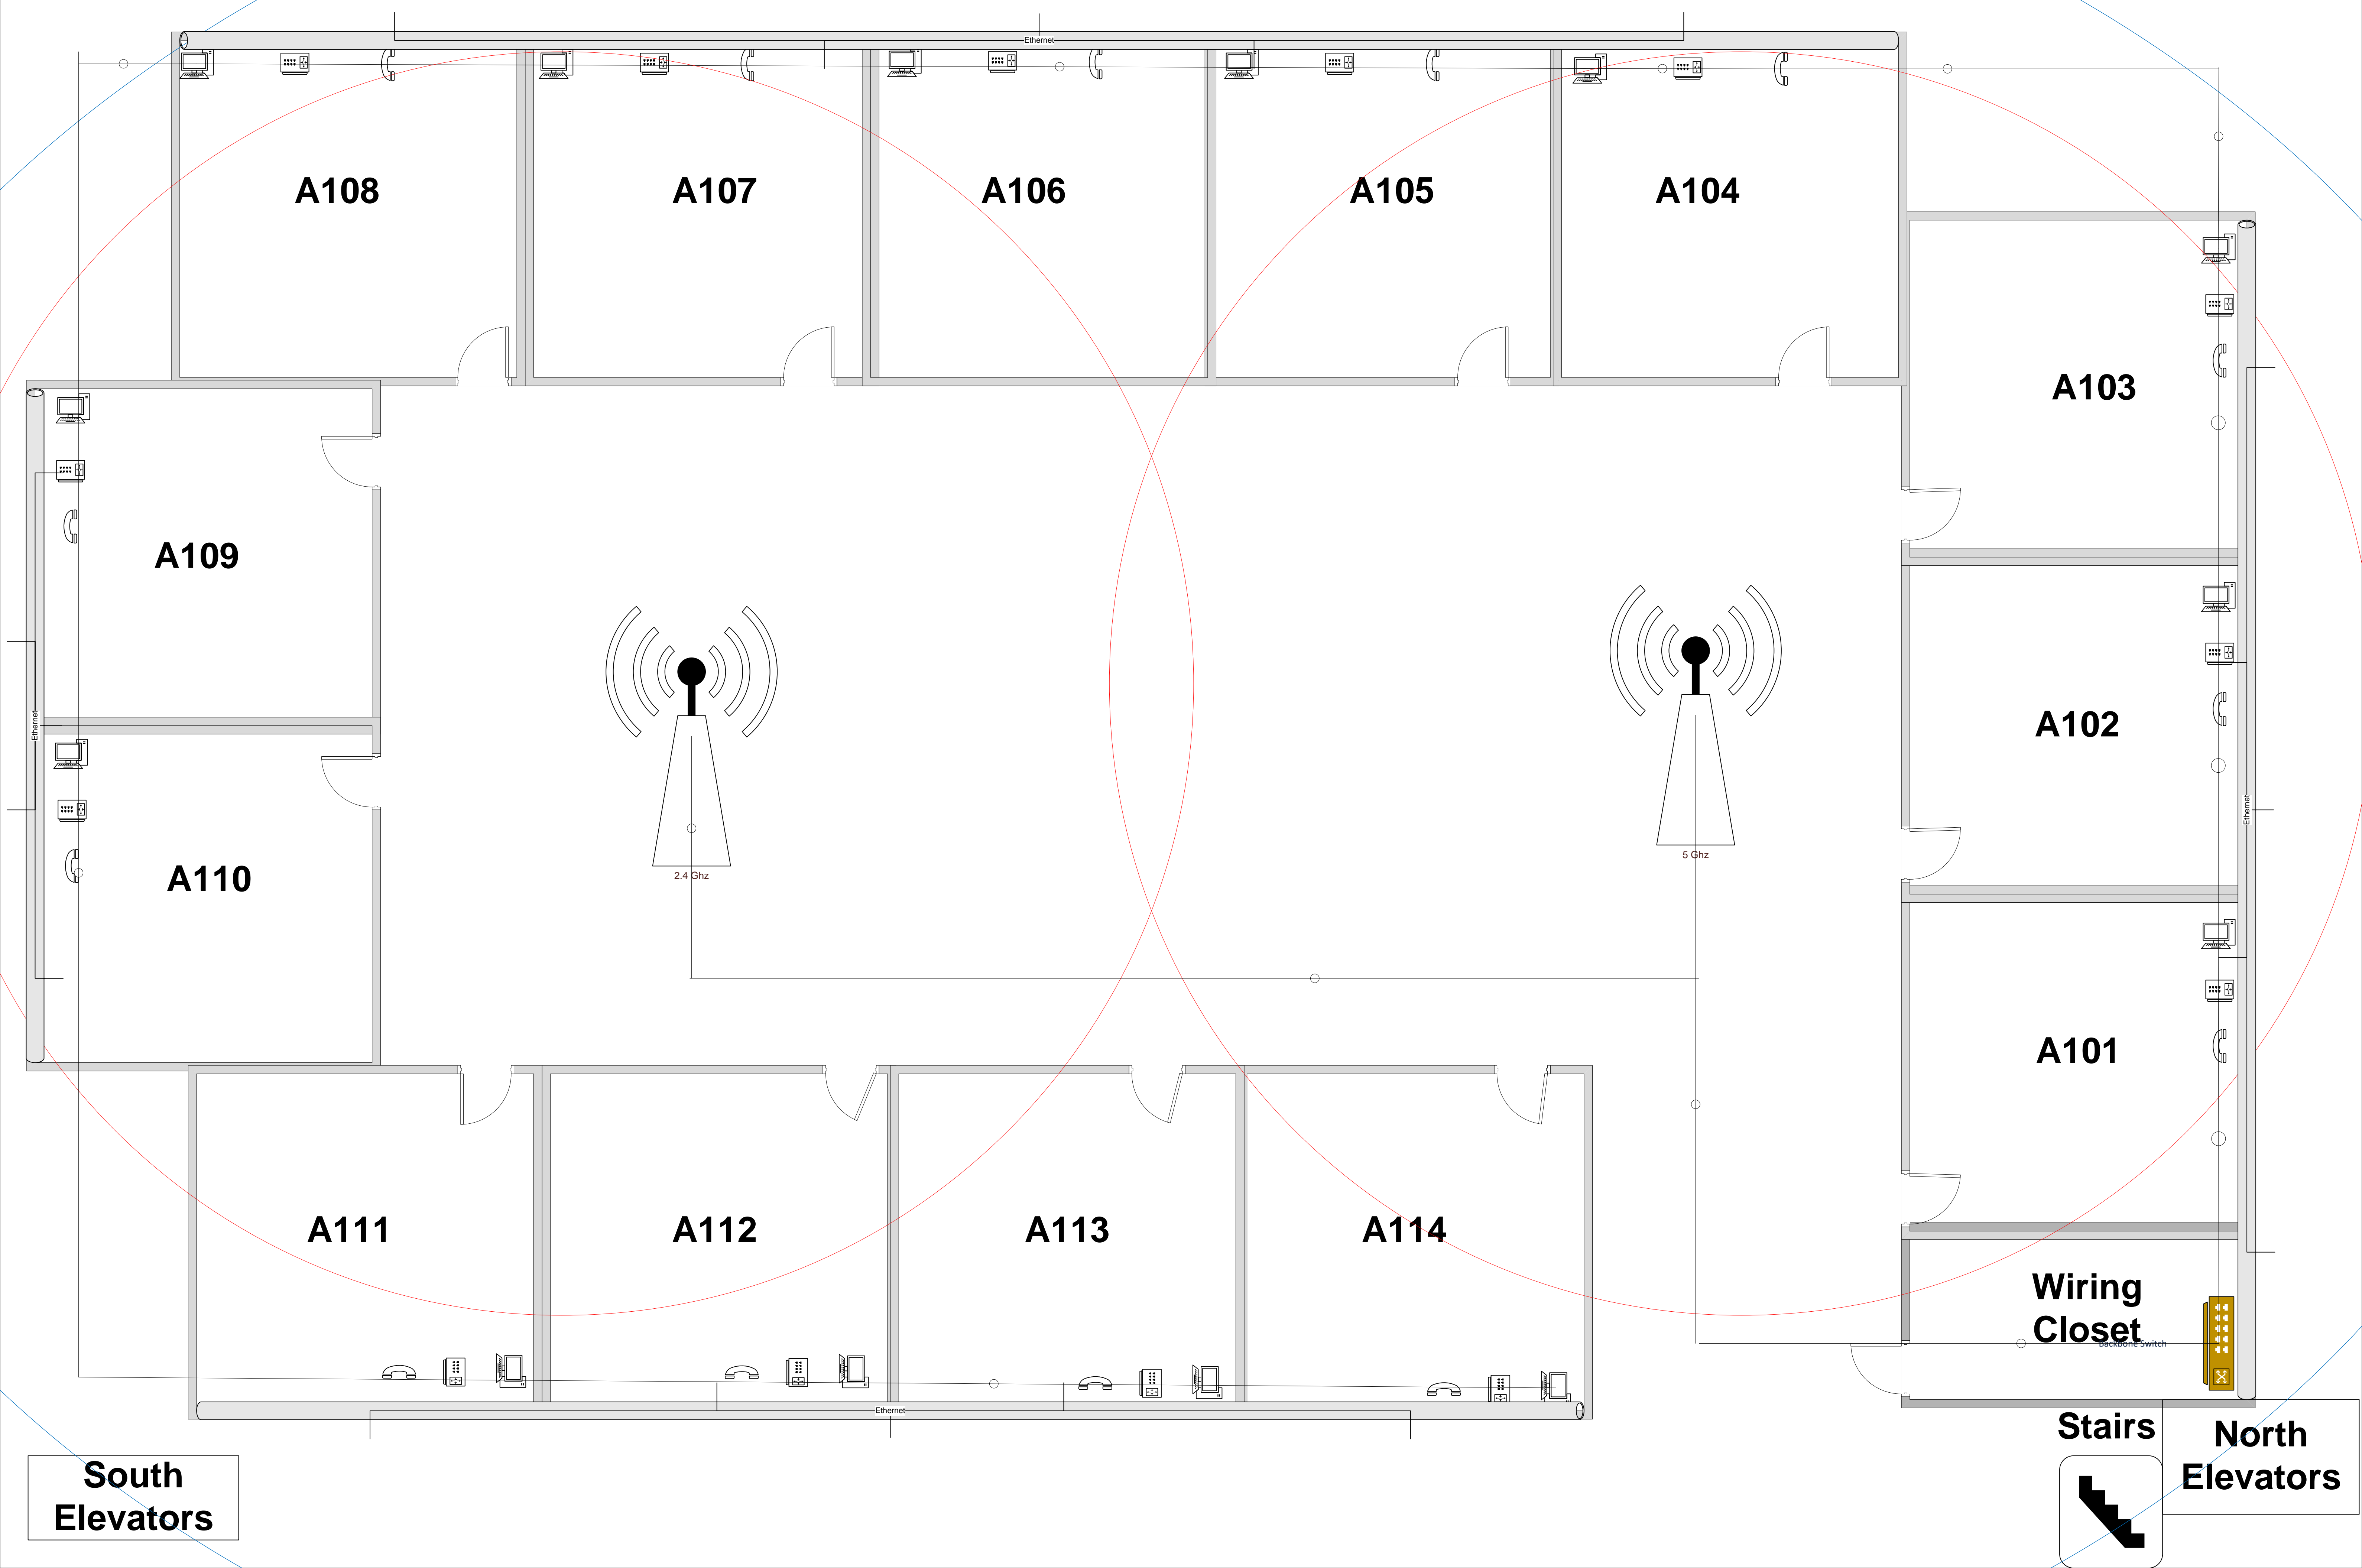 Ethernet
A108
A107
A106
A105
A104
A103
A109
A102
Ethernet
Ethernet
5 Ghz
2.4 Ghz
A110
A101
A111
A112
A113
A114
Wiring
Closet
Backbone Switch
Ethernet
Stairs
North
Elevators
South
Elevators